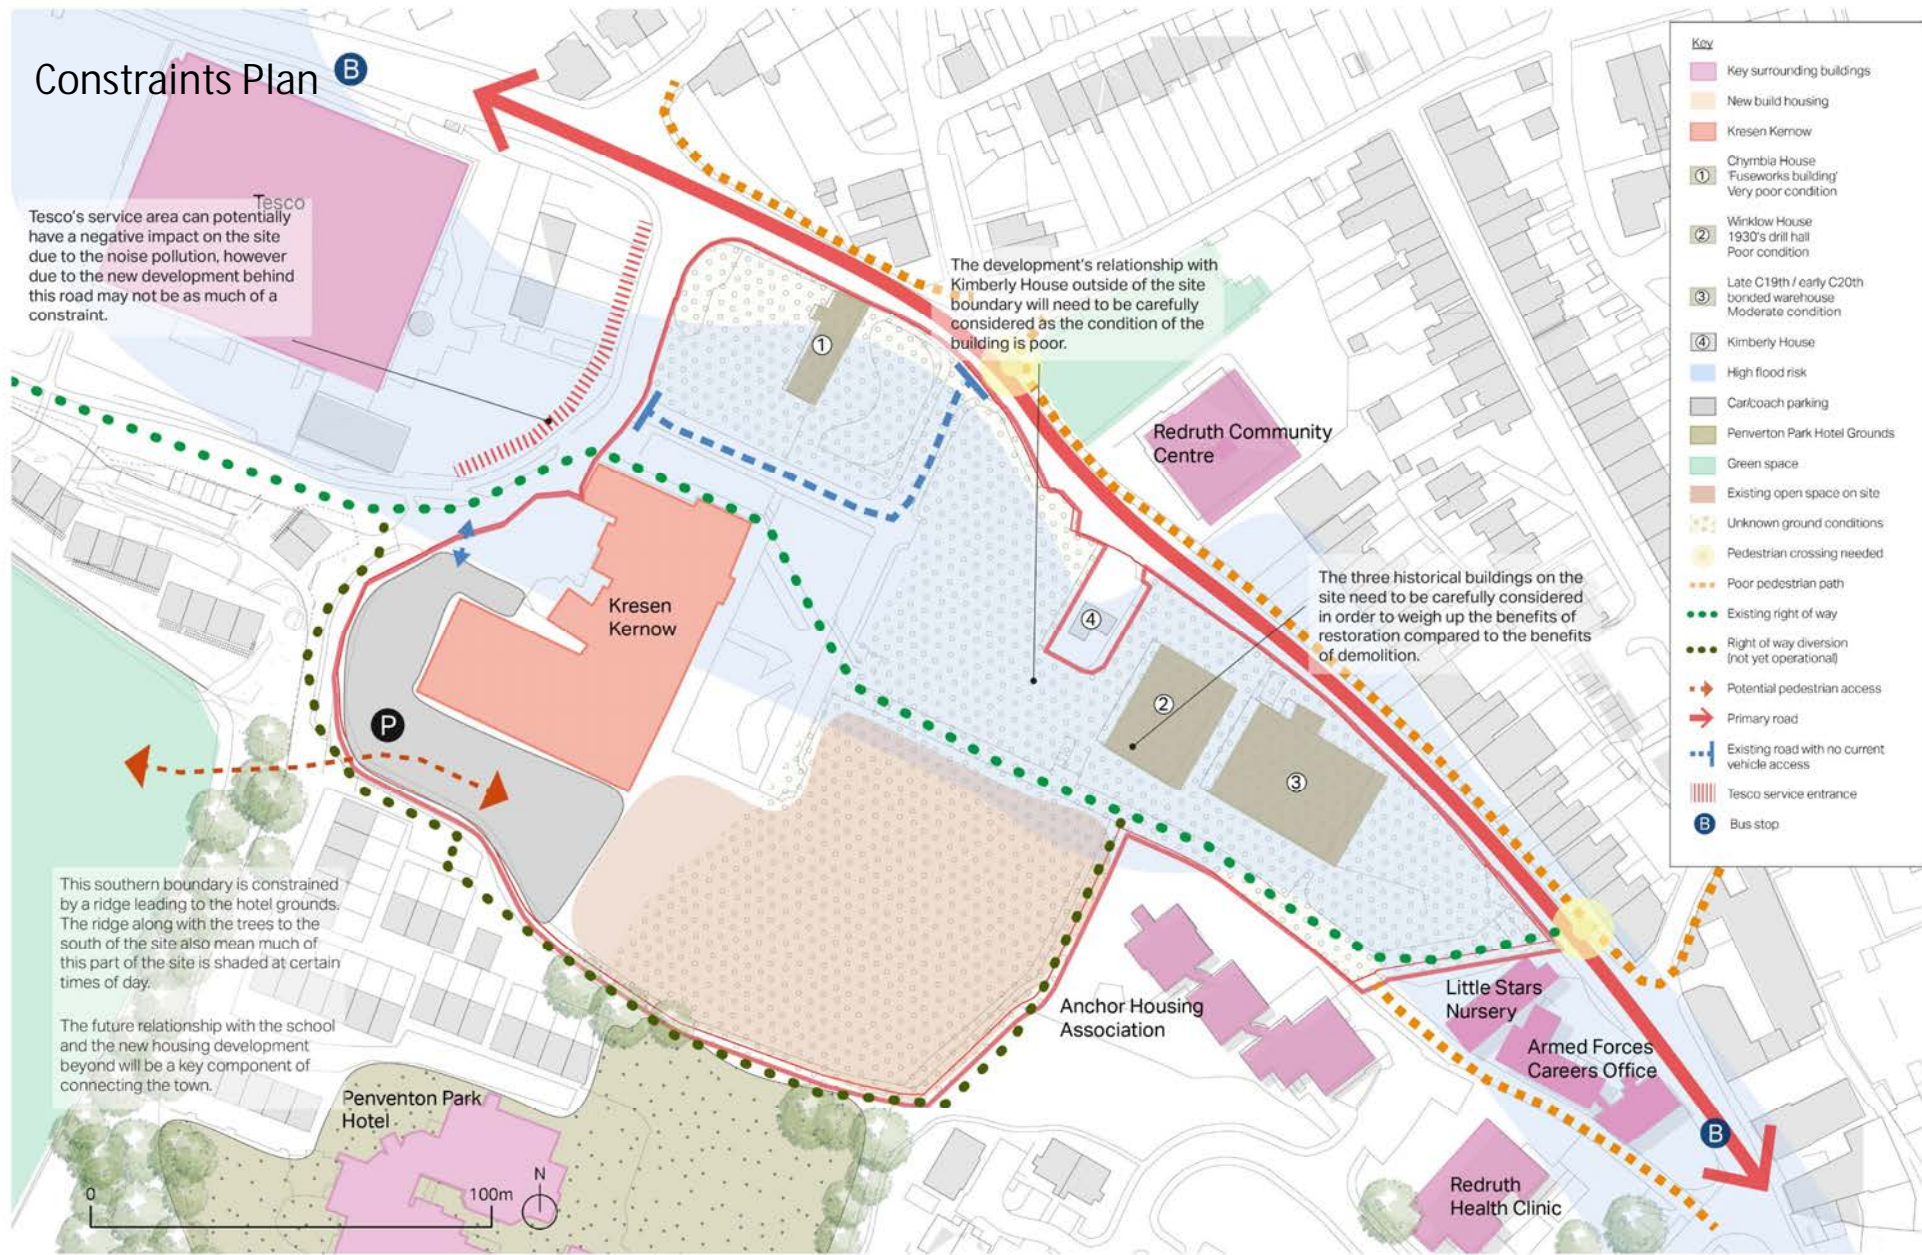 Constraints Plan
B
Tesco
Tesco's service area can potentially
have a negative impact on the site
due to the noise pollution, however
due to the new development behind
this road may not be as much of a
constraint.
The development's relationship with
Kimberly House outside of the site
boundary will need to be carefully
considered as the condition of the
building is poor.
1
Redruth Community
Centre
Kresen
Kernow
4
The three historical buildings on the
site need to be carefully considered
in order to weigh up the benefits of
restoration compared to the benefits
of demolition.
2
P
3
This southern boundary is constrained
by a ridge leading to the hotel grounds.
The ridge along with the trees to the
south of the site also mean much of
this part of the site is shaded at certain
times of day.
The future relationship with the school
and the new housing development
beyond will be a key component of
connecting the town.
Anchor Housing
Association
Little Stars
Nursery
Armed Forces
Careers Office
Penventon Park
Hotel
B
Redruth
Health Clinic
0
100m
N
Key
Key surrounding buildings
New build housing
Kresen Kernow
1
Chymbla House
'Fuseworks building'
Very poor condition
2
Winklow House
1930's drill hall
Poor condition
3
Late C19th / early C20th
bonded warehouse
Moderate condition
4
Kimberly House
High flood risk
Car/coach parking
Penverton Park Hotel Grounds
Green space
Existing open space on site
Unknown ground conditions
Pedestrian crossing needed
Poor pedestrian path
Existing right of way
Right of way diversion
(not yet operational)
Potential pedestrian access
Primary road
Existing road with no current
vehicle access
Tesco service entrance
B
Bus stop